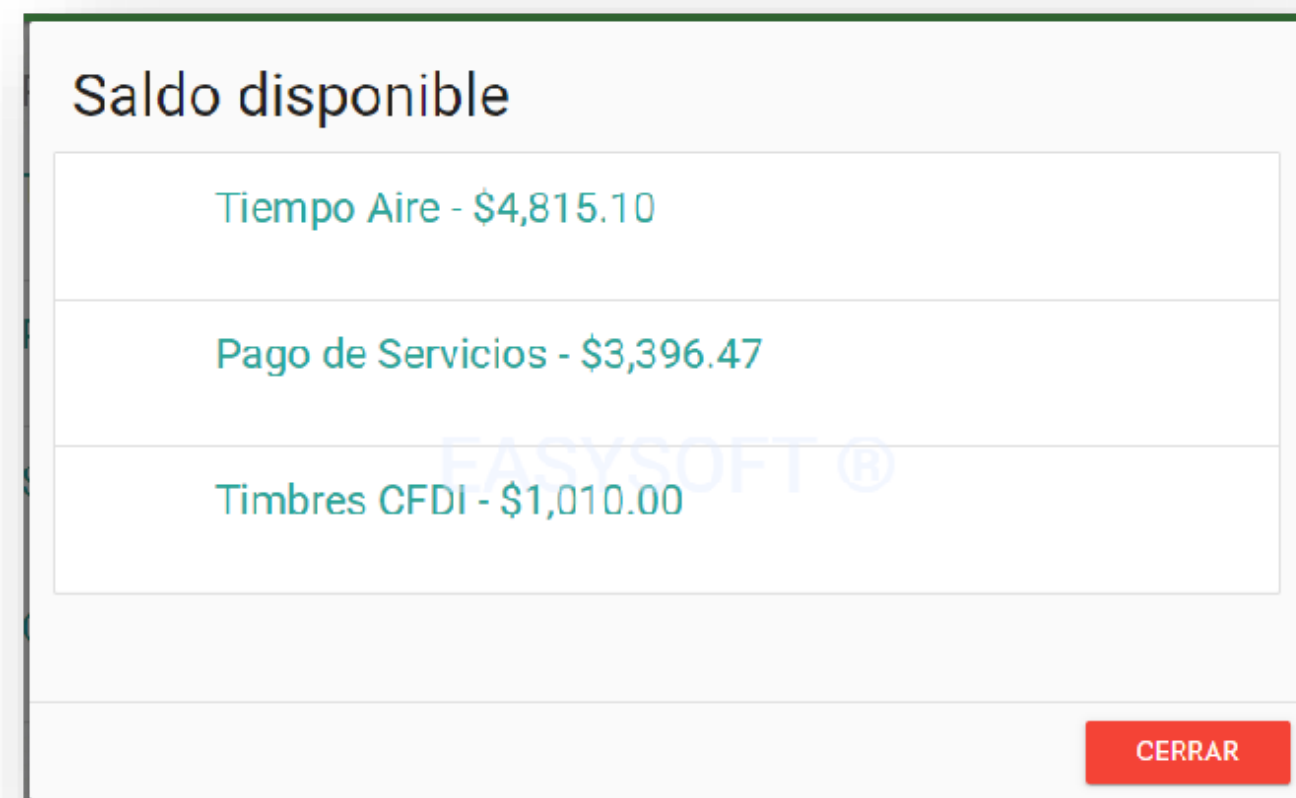 Saldo disponible
Tiempo Aire - $4,815.10
Pago de Servicios - $3,396.47
EASYSOFT ®
Timbres CFDI - $1,010.00
CERRAR